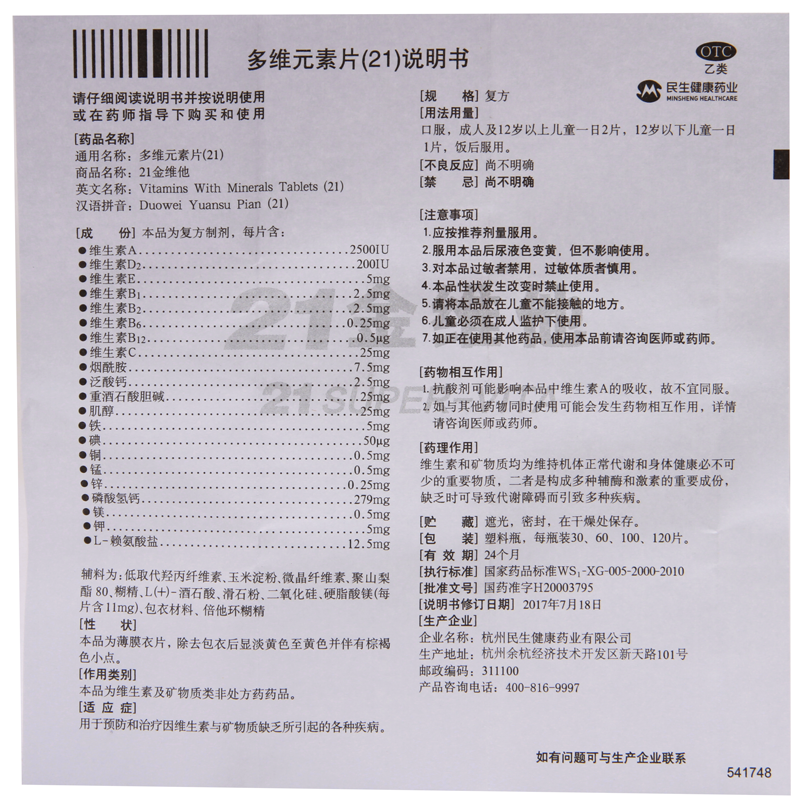 多维元素片(21)说明书
OTC
乙类
民生健康药业
MINSHENG HEALTHCARE
请仔细阅读说明书并按说明使用
或在药师指导下购买和使用
[药品名称]
通用名称：多维元素片(21)
商品名称：21金维他
英文名称：Vitamins With Minerals Tablets (21)
汉语拼音：Duowei Yuansu Pian (21)
[成　份] 本品为复方制剂，每片含：
●维生素A..........2500IU
●维生素D2..........200IU
●维生素E..........5mg
●维生素B1..........2.5mg
●维生素B2..........2.5mg
●维生素B6..........0.25mg
●维生素B12..........0.5μg
●维生素C..........25mg
●烟酰胺..........7.5mg
●泛酸钙..........2.5mg
●重酒石酸胆碱..........25mg
●肌醇..........25mg
●铁..........5mg
●碘..........50μg
●铜..........0.5mg
●锰..........0.5mg
●锌..........0.25mg
●磷酸氢钙..........279mg
●镁..........0.5mg
●钾..........5mg
●L-赖氨酸盐..........12.5mg
辅料为：低取代羟丙纤维素、玉米淀粉、微晶纤维素、聚山梨
酯80、糊精、L(+)-酒石酸、滑石粉、二氧化硅、硬脂酸镁(每
片含11mg)、包衣材料、倍他环糊精
[性　状]
本品为薄膜衣片，除去包衣后显淡黄色至黄色并伴有棕褐
色小点。
[作用类别]
本品为维生素及矿物质类非处方药药品。
[适 应 症]
用于预防和治疗因维生素与矿物质缺乏所引起的各种疾病。
[规　格] 复方
[用法用量]
口服，成人及12岁以上儿童一日2片，12岁以下儿童一日
1片，饭后服用。
[不良反应] 尚不明确
[禁　忌] 尚不明确
[注意事项]
1.应按推荐剂量服用。
2.服用本品后尿液色变黄，但不影响使用。
3.对本品过敏者禁用，过敏体质者慎用。
4.本品性状发生改变时禁止使用。
5.请将本品放在儿童不能接触的地方。
6.儿童必须在成人监护下使用。
7.如正在使用其他药品，使用本品前请咨询医师或药师。
[药物相互作用]
1.抗酸剂可能影响本品中维生素A的吸收，故不宜同服。
2.如与其他药物同时使用可能会发生药物相互作用，详情
请咨询医师或药师。
[药理作用]
维生素和矿物质均为维持机体正常代谢和身体健康必不可
少的重要物质，二者是构成多种辅酶和激素的重要成份，
缺乏时可导致代谢障碍而引致多种疾病。
[贮　藏] 遮光，密封，在干燥处保存。
[包　装] 塑料瓶，每瓶装30、60、100、120片。
[有 效 期] 24个月
[执行标准] 国家药品标准WS1-XG-005-2000-2010
[批准文号] 国药准字H20003795
[说明书修订日期] 2017年7月18日
[生产企业]
企业名称：杭州民生健康药业有限公司
生产地址：杭州余杭经济技术开发区新天路101号
邮政编码：311100
产品咨询电话：400-816-9997
如有问题可与生产企业联系
541748
21金维他
21 SUPER-VITA